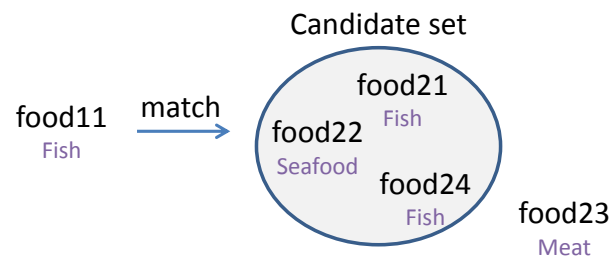 Candidate set
food11
Fish
match
food21
Fish
food22
Seafood
food24
Fish
food23
Meat